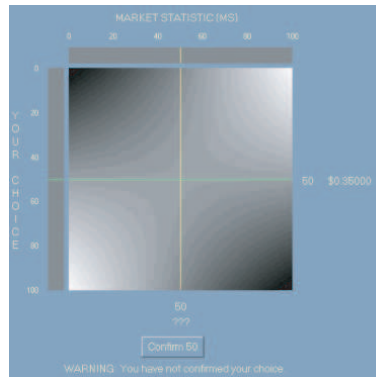 MARKET STATISTIC (MS)
0 20 40 60 80 100
0
20
40
60
80
100
YOUR CHOICE
50 $0.35000
50
???
Confirm 50
WARNING: You have not confirmed your choice